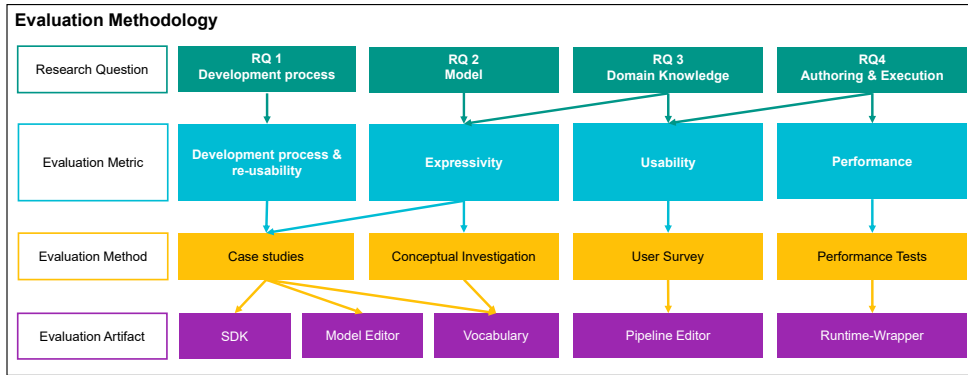 Evaluation Methodology
Research Question
RQ 1
Development process
RQ 2
Model
RQ 3
Domain Knowledge
RQ4
Authoring & Execution
Evaluation Metric
Development process &
re-usability
Expressivity
Usability
Performance
Evaluation Method
Case studies
Conceptual Investigation
User Survey
Performance Tests
Evaluation Artifact
SDK
Model Editor
Vocabulary
Pipeline Editor
Runtime-Wrapper